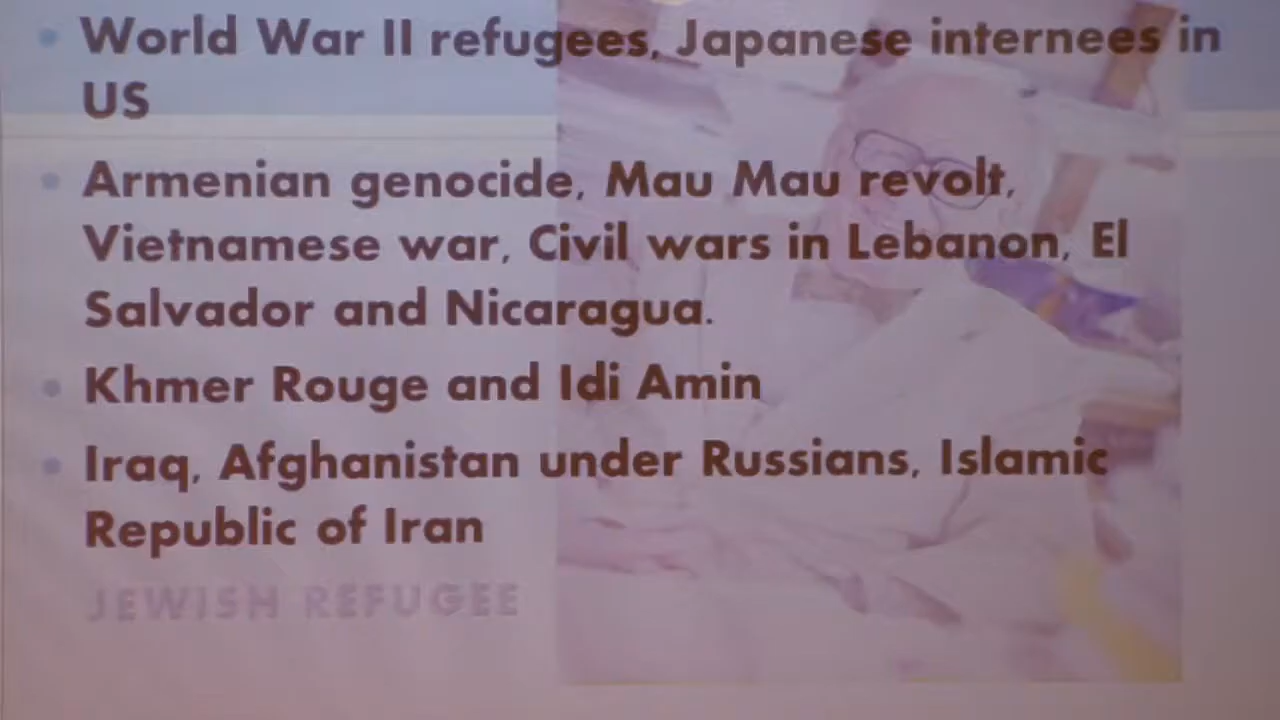 World War II refugees, Japanese internees in
US
Armenian genocide, Mau Mau revolt,
Vietnamese war, Civil wars in Lebanon, El
Salvador and Nicaragua.
Khmer Rouge and Idi Amin
Iraq, Afghanistan under Russians, Islamic
Republic of Iran
JEWISH REFUGEE